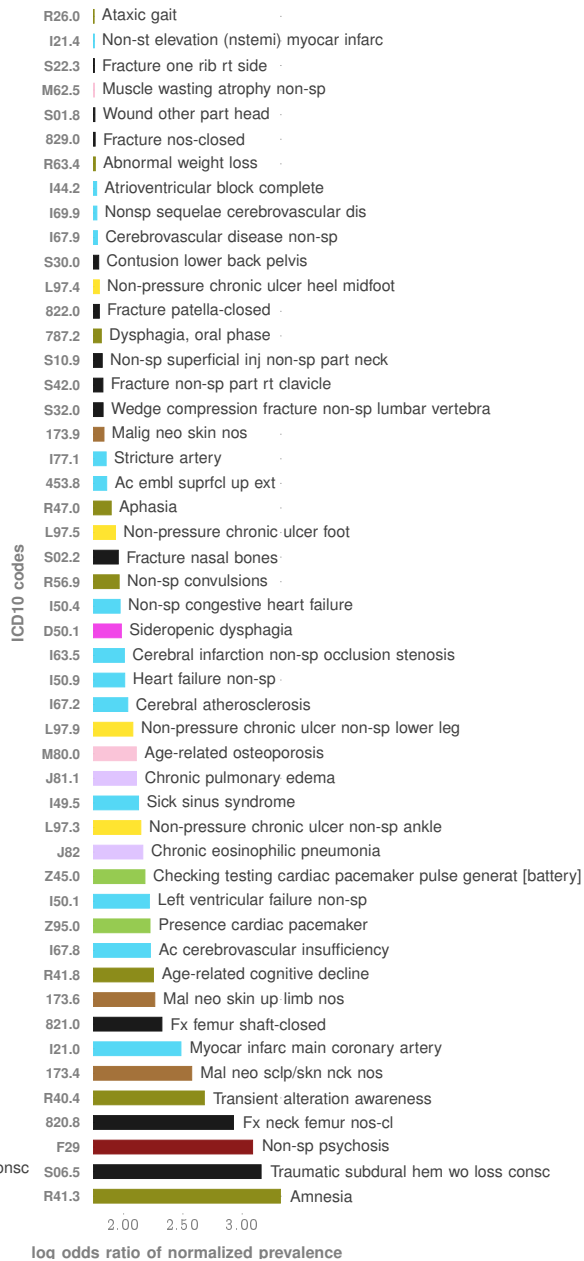 R26.0 Ataxic gait
I21.4 Non-st elevation (nstemi) myocar infarc
S22.3 Fracture one rib rt side
M62.5 Muscle wasting atrophy non-sp
S01.8 Wound other part head
829.0 Fracture nos-closed
R63.4 Abnormal weight loss
I44.2 Atrioventricular block complete
I69.9 Nonsp sequelae cerebrovascular dis
I67.9 Cerebrovascular disease non-sp
S30.0 Contusion lower back pelvis
L97.4 Non-pressure chronic ulcer heel midfoot
822.0 Fracture patella-closed
787.2 Dysphagia, oral phase
S10.9 Non-sp superficial inj non-sp part neck
S42.0 Fracture non-sp part rt clavicle
S32.0 Wedge compression fracture non-sp lumbar vertebra
173.9 Malig neo skin nos
I77.1 Stricture artery
453.8 Ac embl suprfcl up ext
R47.0 Aphasia
L97.5 Non-pressure chronic ulcer foot
S02.2 Fracture nasal bones
R56.9 Non-sp convulsions
I50.4 Non-sp congestive heart failure
D50.1 Sideropenic dysphagia
I63.5 Cerebral infarction non-sp occlusion stenosis
I50.9 Heart failure non-sp
I67.2 Cerebral atherosclerosis
L97.9 Non-pressure chronic ulcer non-sp lower leg
M80.0 Age-related osteoporosis
J81.1 Chronic pulmonary edema
I49.5 Sick sinus syndrome
L97.3 Non-pressure chronic ulcer non-sp ankle
J82 Chronic eosinophilic pneumonia
Z45.0 Checking testing cardiac pacemaker pulse generat [battery]
I50.1 Left ventricular failure non-sp
Z95.0 Presence cardiac pacemaker
I67.8 Ac cerebrovascular insufficiency
R41.8 Age-related cognitive decline
173.6 Mal neo skin up limb nos
821.0 Fx femur shaft-closed
I21.0 Myocar infarc main coronary artery
173.4 Mal neo sclp/skn nck nos
R40.4 Transient alteration awareness
820.8 Fx neck femur nos-cl
F29 Non-sp psychosis
onsc S06.5 Traumatic subdural hem wo loss consc
R41.3 Amnesia
ICD10 codes
2.00 2.50 3.00
log odds ratio of normalized prevalence